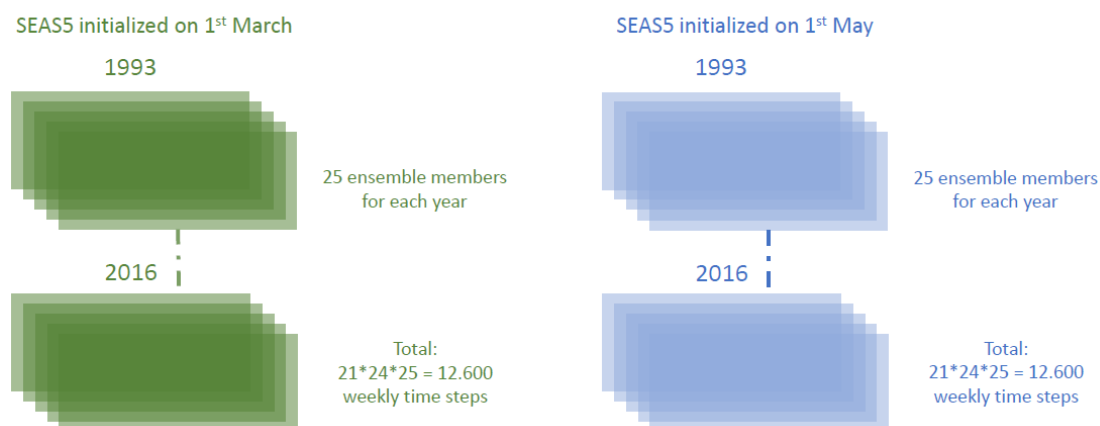 SEAS5 initialized on 1st March
1993
25 ensemble members
for each year
2016
Total:
21*24*25 = 12.600
weekly time steps
SEAS5 initialized on 1st May
1993
25 ensemble members
for each year
2016
Total:
21*24*25 = 12.600
weekly time steps